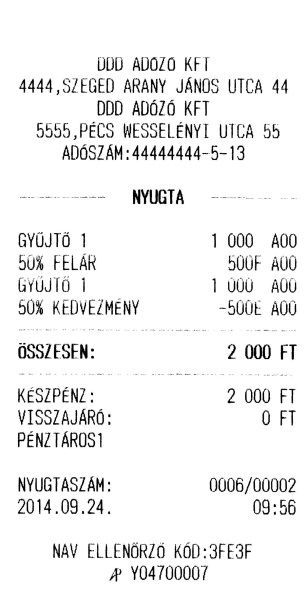 DDD ADÓZÓ KFT
4444,SZEGED ARANY JÁNOS UTCA 44
DDD ADÓZÓ KFT
5555,PÉCS WESSELÉNYI UTCA 55
ADÓSZÁM:44444444-5-13
NYUGTA
GYŰJTŐ 1 1 000 A00
50% FELÁR 500F A00
GYŰJTŐ 1 1 000 A00
50% KEDVEZMÉNY -500E A00
ÖSSZESEN: 2 000 FT
KÉSZPÉNZ: 2 000 FT
VISSZAJÁRÓ: 0 FT
PÉNZTÁROS1
NYUGTASZÁM: 0006/00002
2014.09.24. 09:56
NAV ELLENŐRZŐ KÓD:3FE3F
AP Y04700007